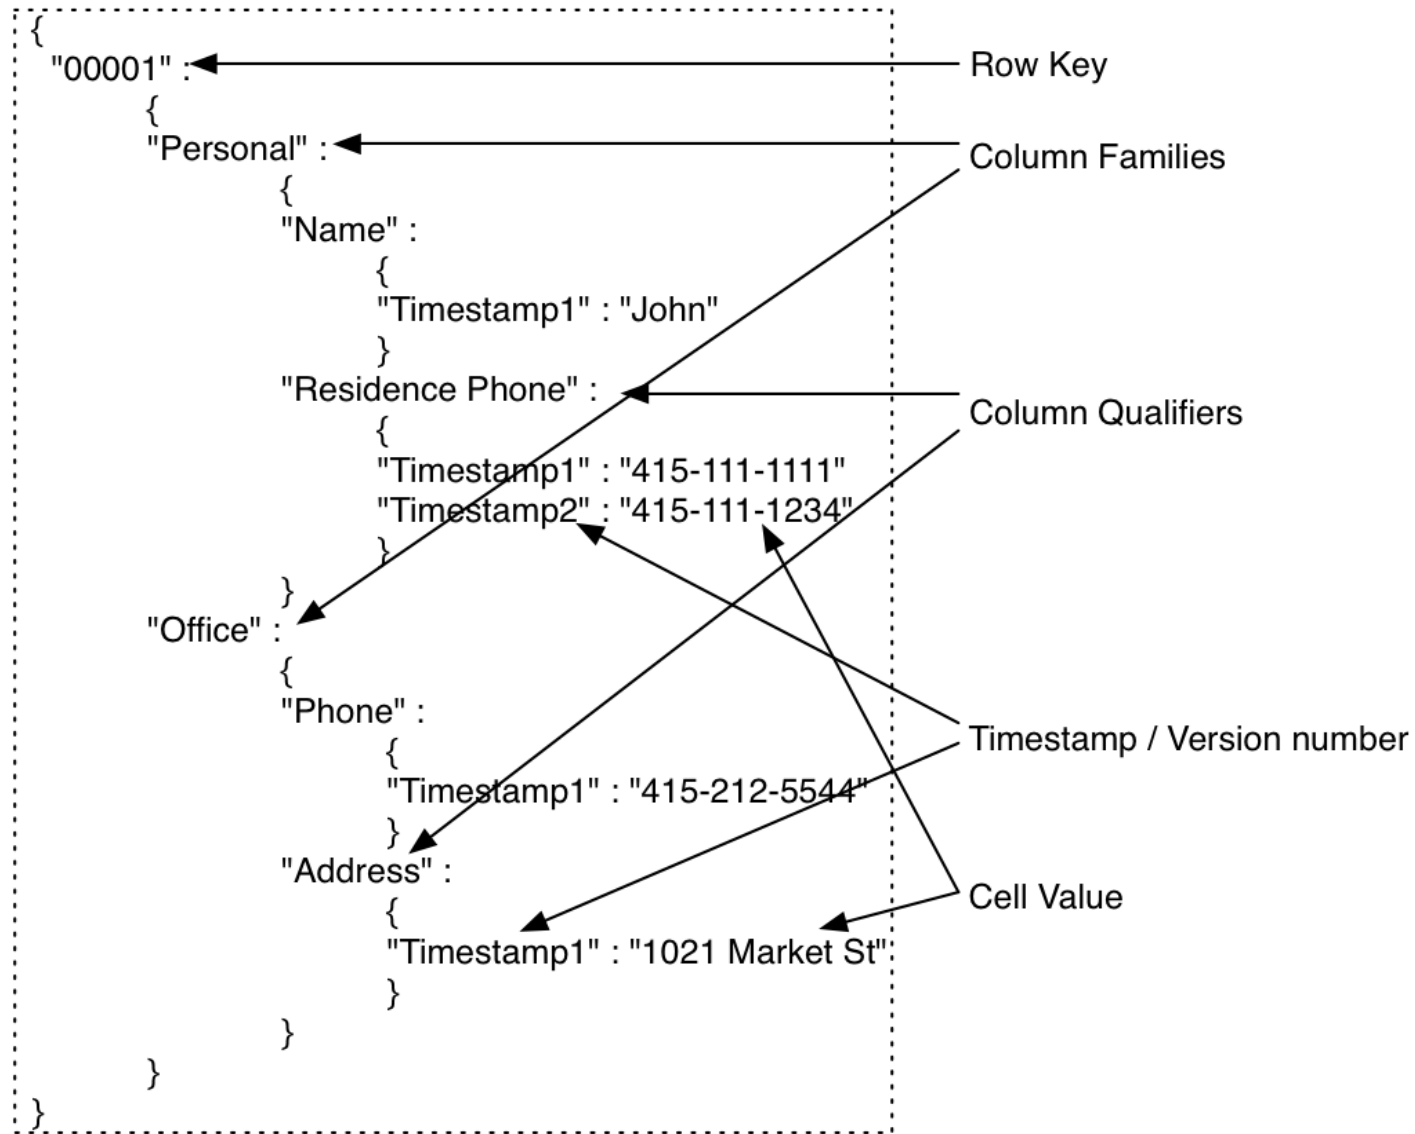 {
"00001" :
Row Key
{
"Personal" :
Column Families
{
"Name" :
{
"Timestamp1" : "John"
}
"Residence Phone" :
Column Qualifiers
{
"Timestamp1" : "415-111-1111"
"Timestamp2" : "415-111-1234"
}
}
"Office" :
{
"Phone" :
Timestamp / Version number
{
"Timestamp1" : "415-212-5544"
}
"Address" :
Cell Value
{
"Timestamp1" : "1021 Market St"
}
}
}
}